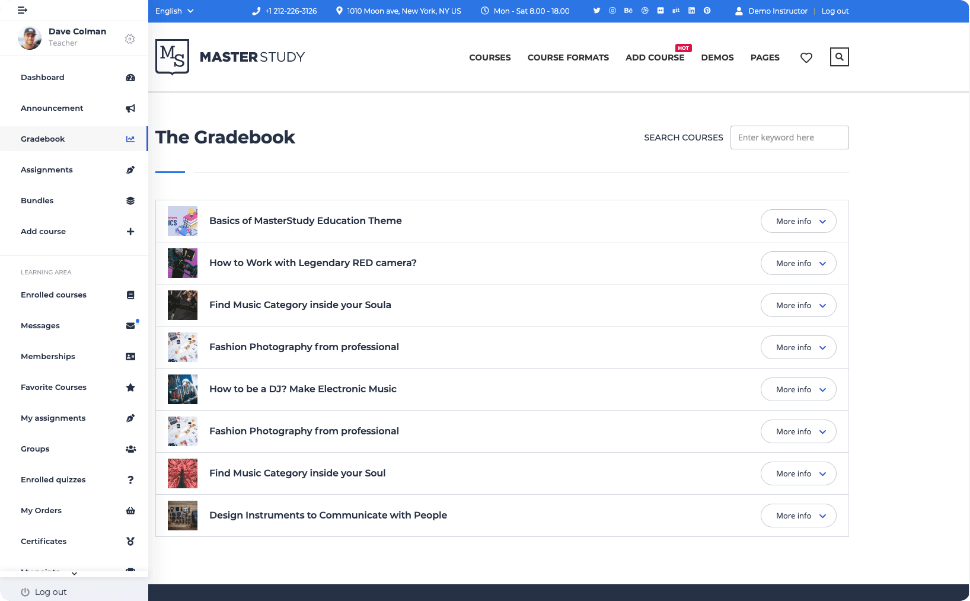 English
+1 212-226-3126
1010 Moon ave, New York, NY US
Mon - Sat 8.00 - 18.00
Demo Instructor | Log out
Dave Colman
Teacher
Dashboard
Announcement
Gradebook
Assignments
Bundles
Add course
LEARNING AREA
Enrolled courses
Messages
Memberships
Favorite Courses
My assignments
Groups
Enrolled quizzes
My Orders
Certificates
Log out
MS MASTERSTUDY
COURSES
COURSE FORMATS
ADD COURSE
HOT
DEMOS
PAGES
The Gradebook
SEARCH COURSES
Enter keyword here
Basics of MasterStudy Education Theme
More info
How to Work with Legendary RED camera?
More info
Find Music Category inside your Soula
More info
Fashion Photography from professional
More info
How to be a DJ? Make Electronic Music
More info
Fashion Photography from professional
More info
Find Music Category inside your Soul
More info
Design Instruments to Communicate with People
More info